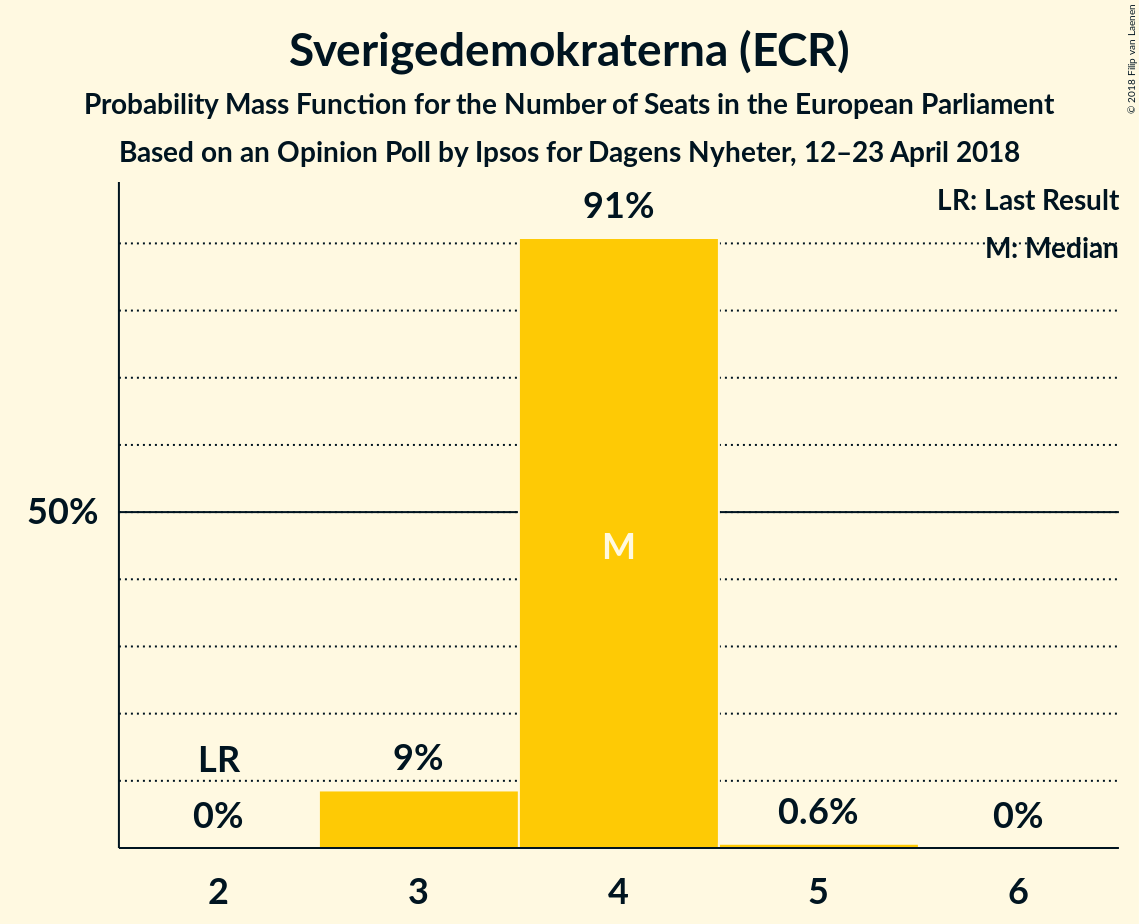 Sverigedemokraterna (ECR)
Probability Mass Function for the Number of Seats in the European Parliament
Based on an Opinion Poll by Ipsos for Dagens Nyheter, 12–23 April 2018
© 2018 Filip van Laenen
LR: Last Result
M: Median
91%
50%
M
LR
9%
0%
0.6%
0%
2 3 4 5 6